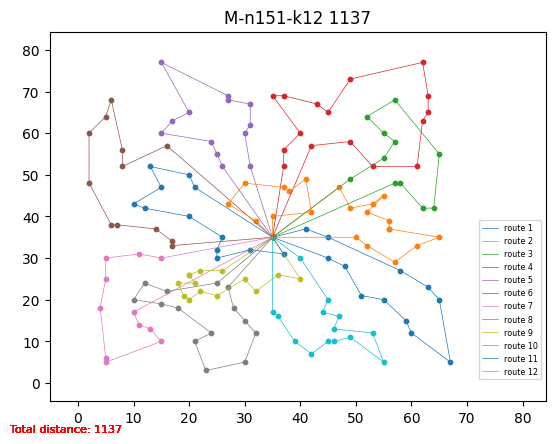 M-n151-k12 1137
80
70
60
50
40
30
20
10
0
0 10 20 30 40 50 60 70 80
route 1
route 2
route 3
route 4
route 5
route 6
route 7
route 8
route 9
route 10
route 11
route 12
Total distance: 1137